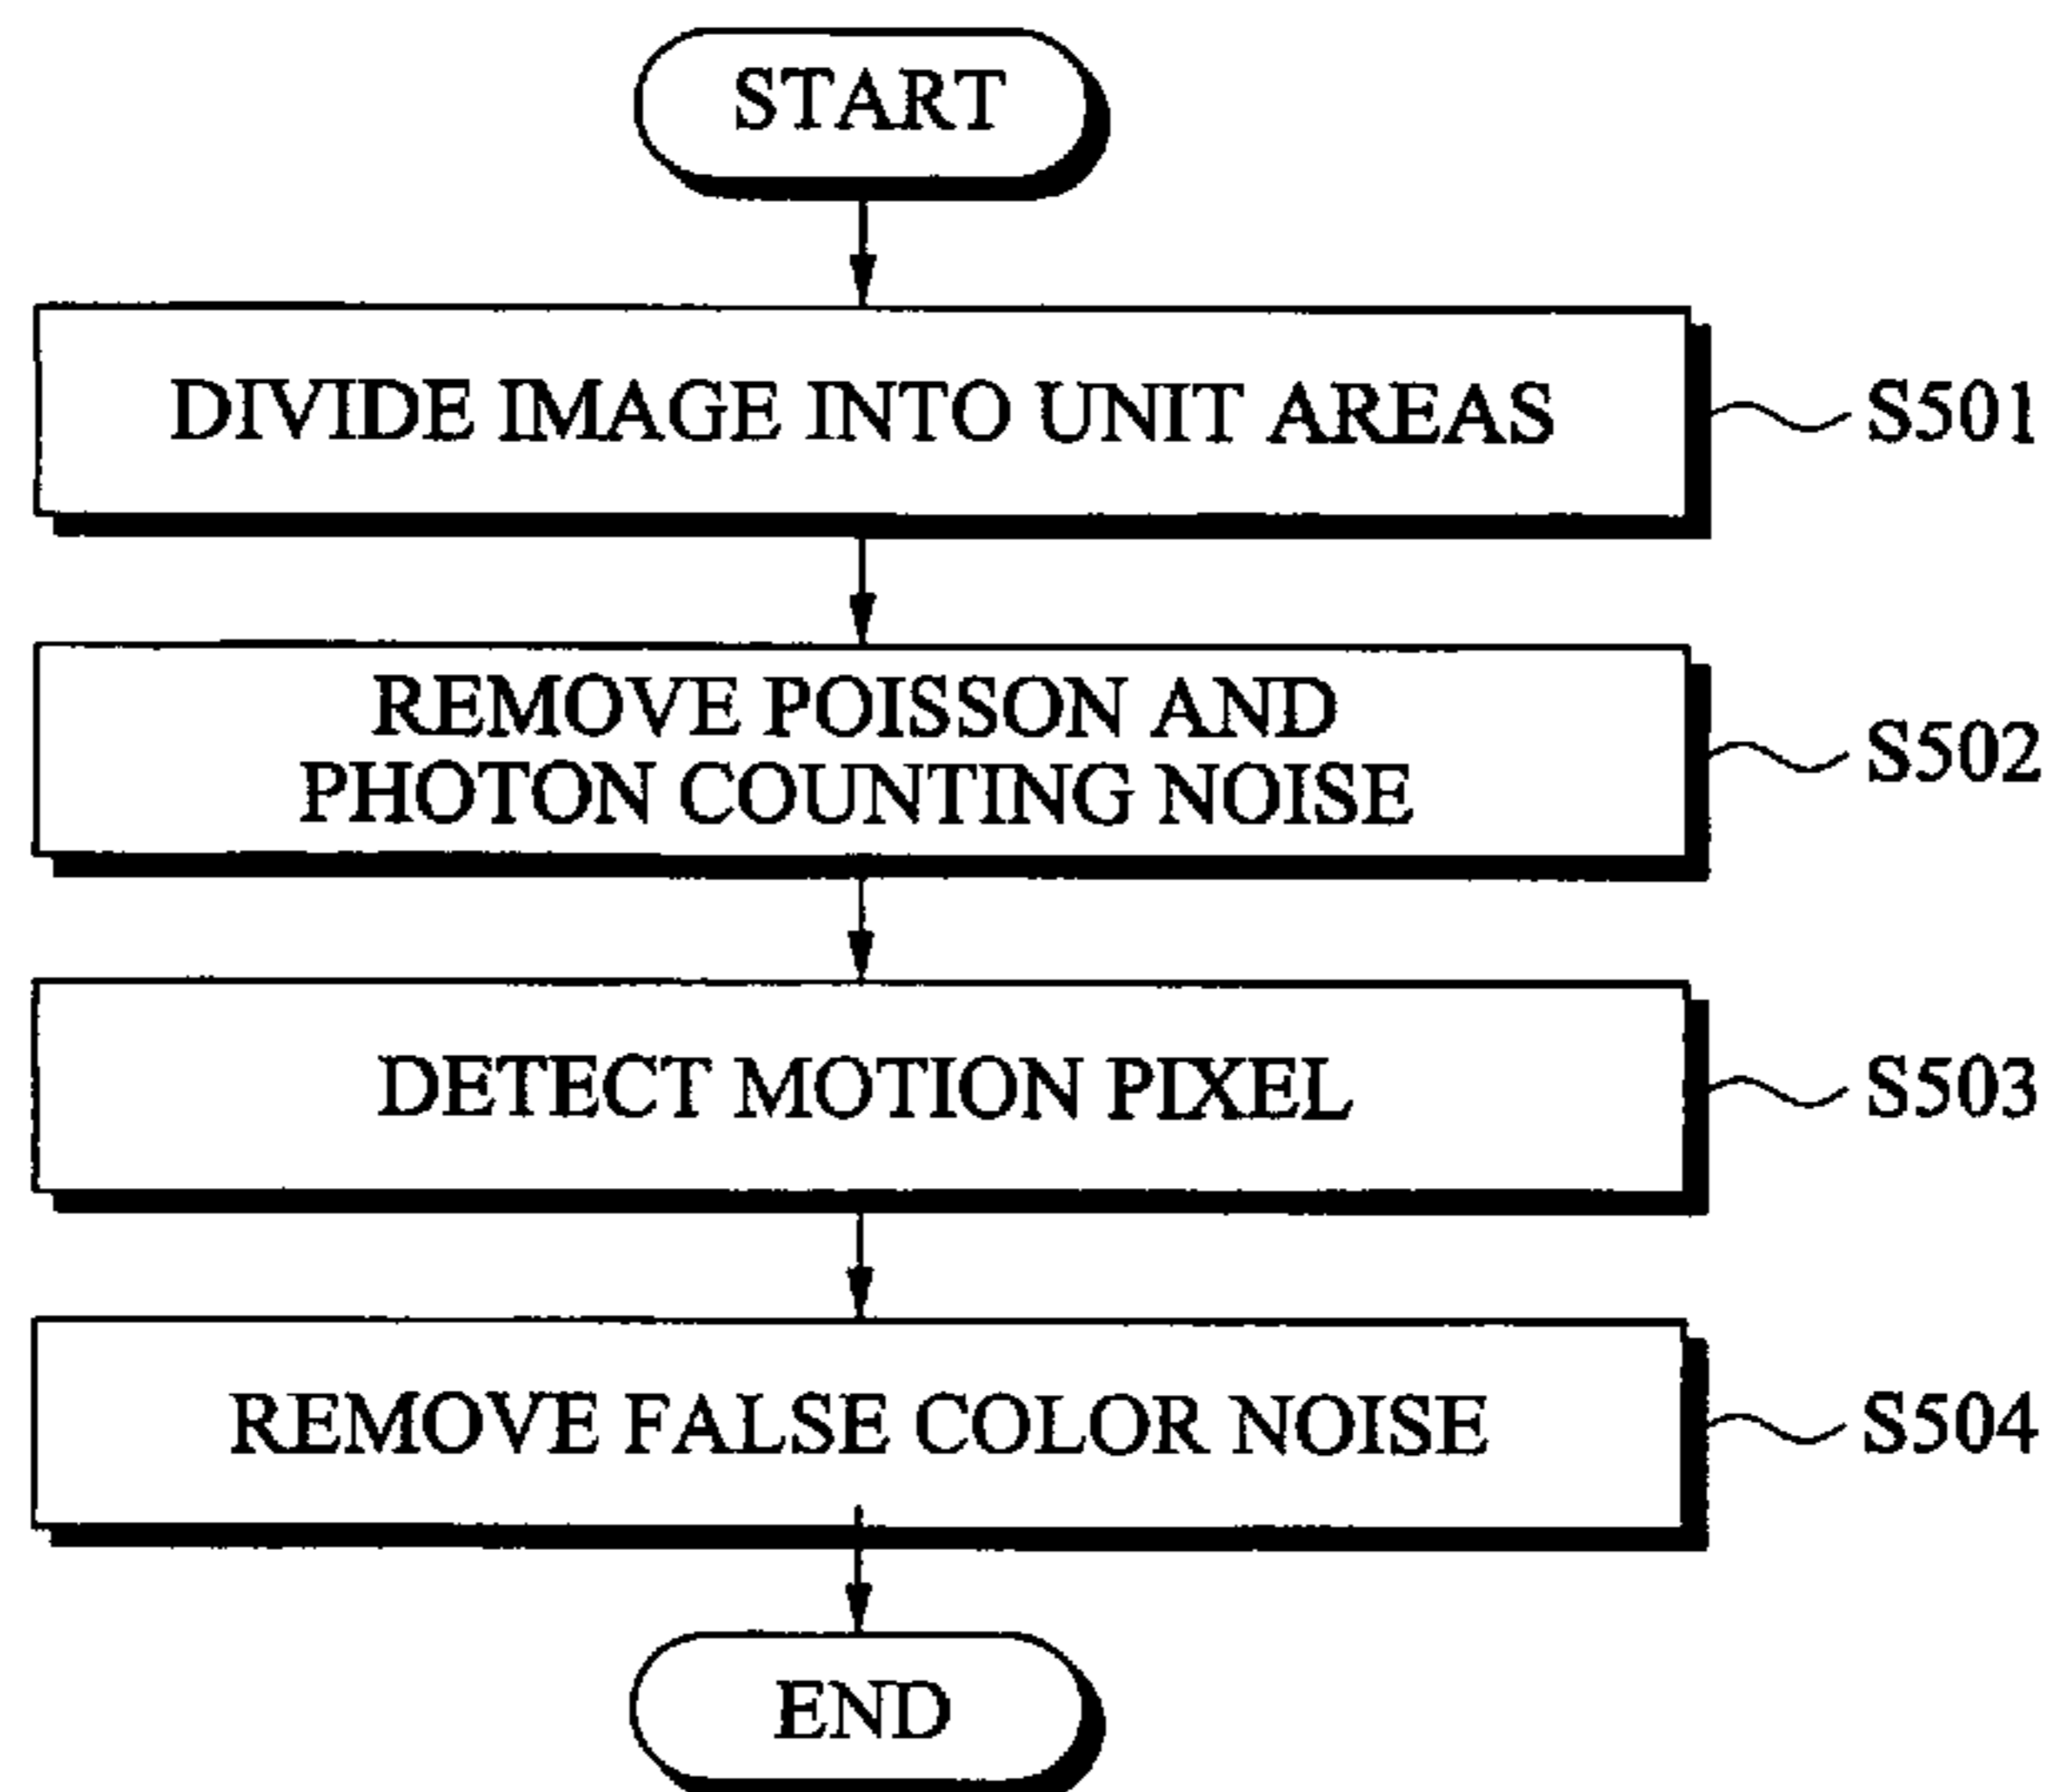 START
DIVIDE IMAGE INTO UNIT AREAS
S501
REMOVE POISSON AND
PHOTON COUNTING NOISE
S502
DETECT MOTION PIXEL
S503
REMOVE FALSE COLOR NOISE
S504
END